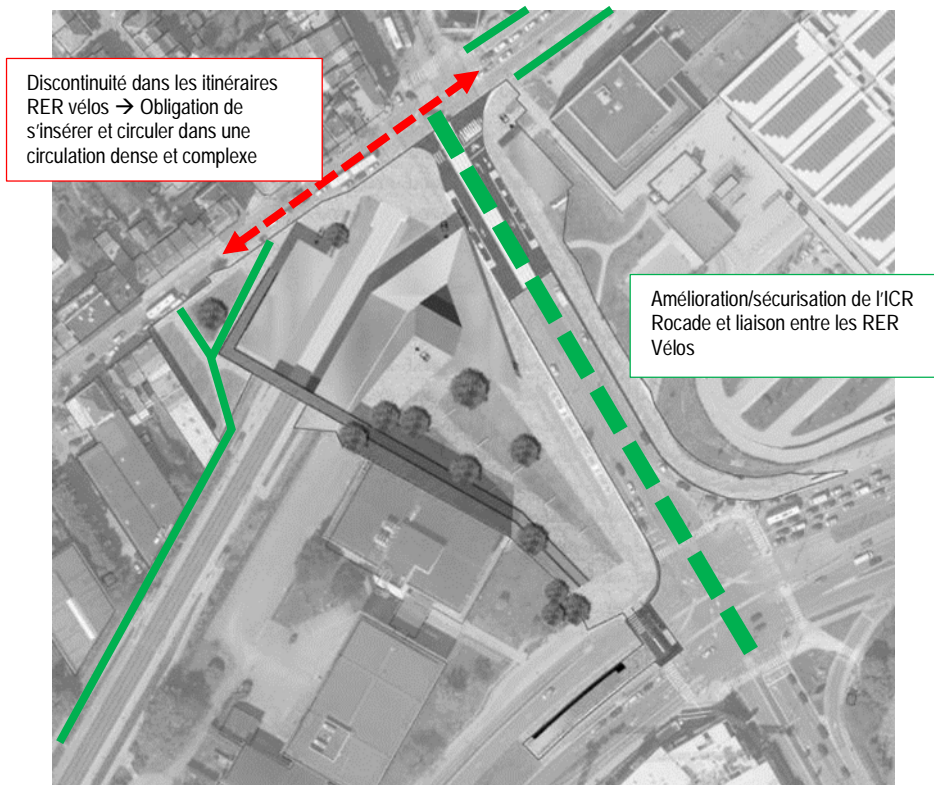 Discontinuité dans les itinéraires
RER vélos → Obligation de
s'insérer et circuler dans une
circulation dense et complexe
Amélioration/sécurisation de l'ICR
Rocade et liaison entre les RER
Vélos